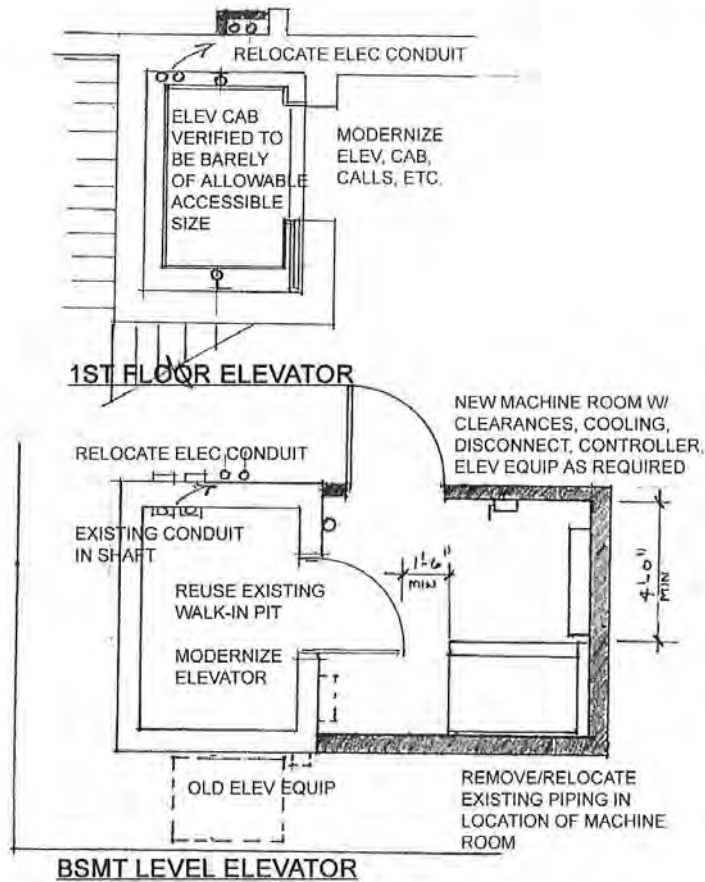 RELOCATE ELEC CONDUIT
ELEV CAB
VERIFIED TO
BE BARELY
OF ALLOWABLE
ACCESSIBLE
SIZE
MODERNIZE
ELEV, CAB,
CALLS, ETC.
1ST FLOOR ELEVATOR
NEW MACHINE ROOM W/
CLEARANCES, COOLING,
DISCONNECT, CONTROLLER,
ELEV EQUIP AS REQUIRED
RELOCATE ELEC CONDUIT
EXISTING CONDUIT
IN SHAFT
1'-6"
MIN
4'-0"
MIN
REUSE EXISTING
WALK-IN PIT
MODERNIZE
ELEVATOR
OLD ELEV EQUIP
REMOVE/RELOCATE
EXISTING PIPING IN
LOCATION OF MACHINE
ROOM
BSMT LEVEL ELEVATOR